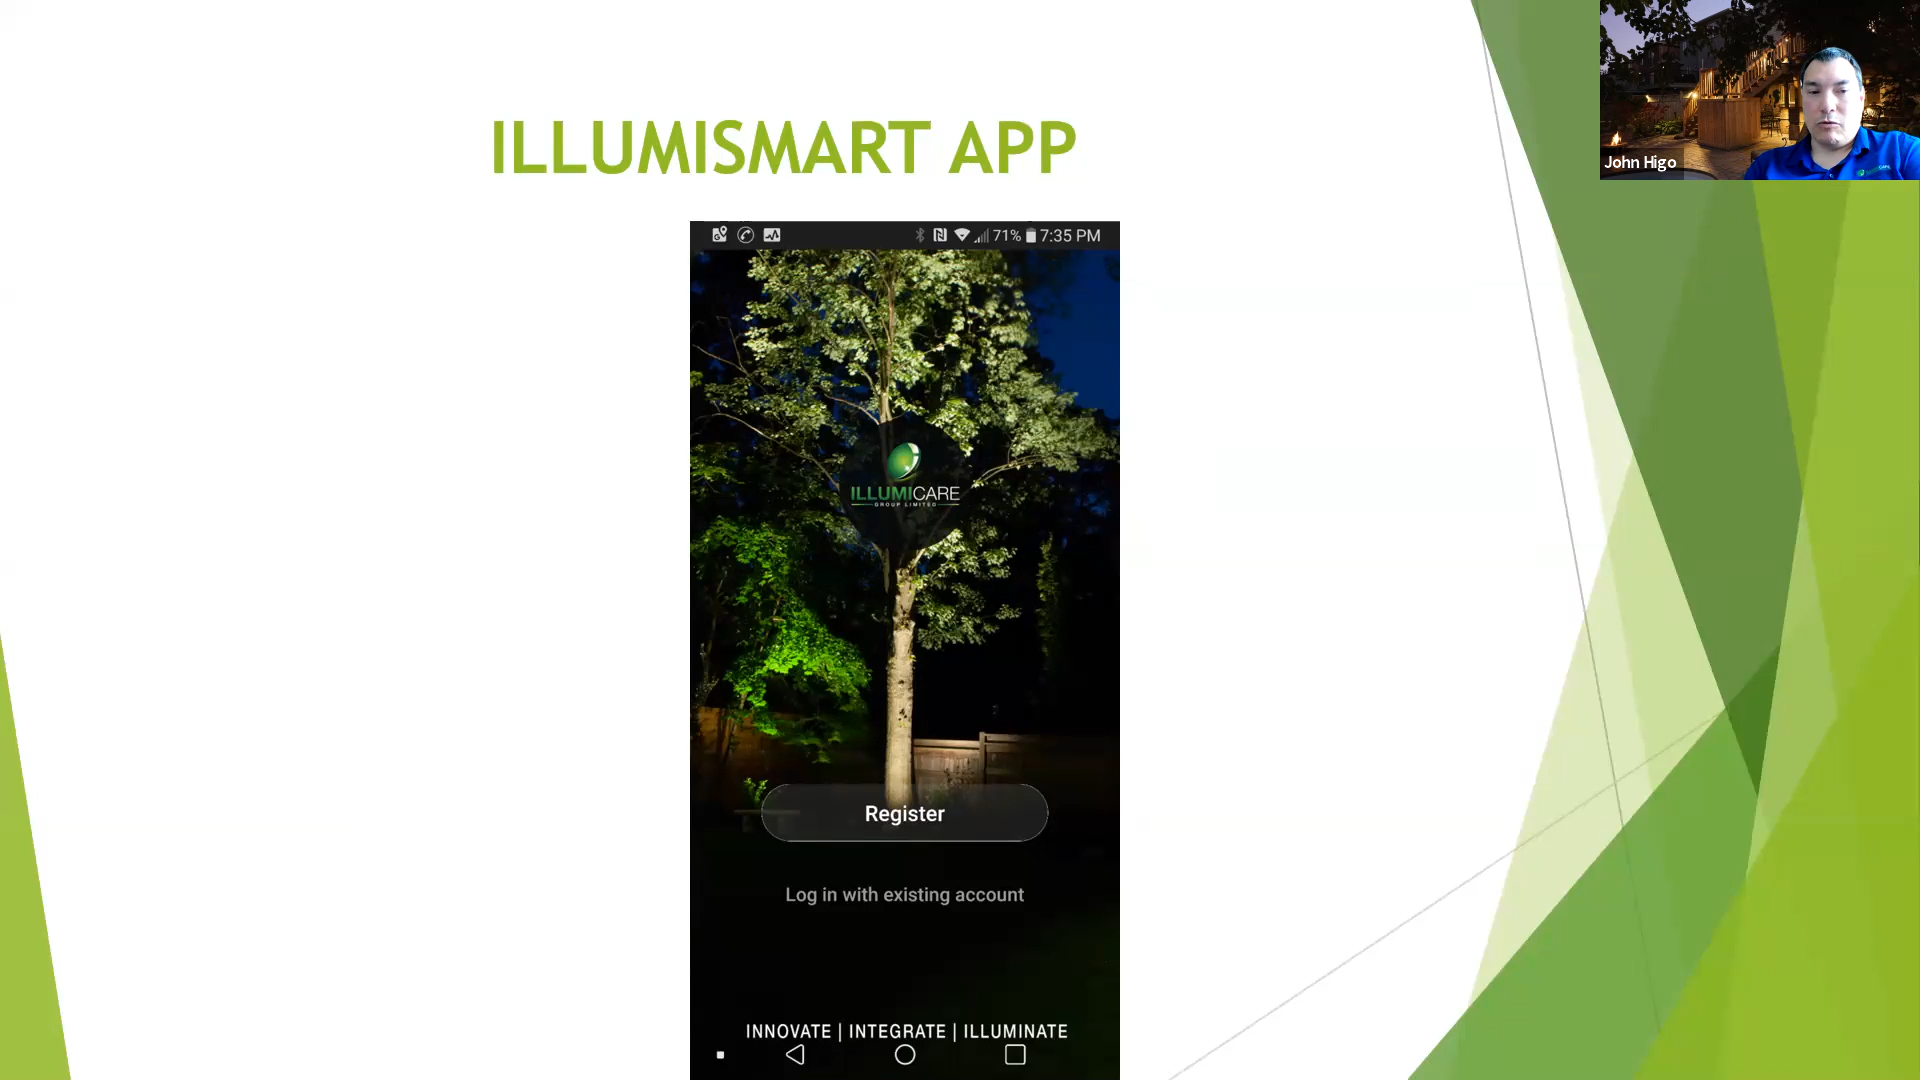 ILLUMISMART APP
John Higo
71% 7:35 PM
ILLUMICARE
GROUP LIMITED
Register
Log in with existing account
INNOVATE | INTEGRATE | ILLUMINATE